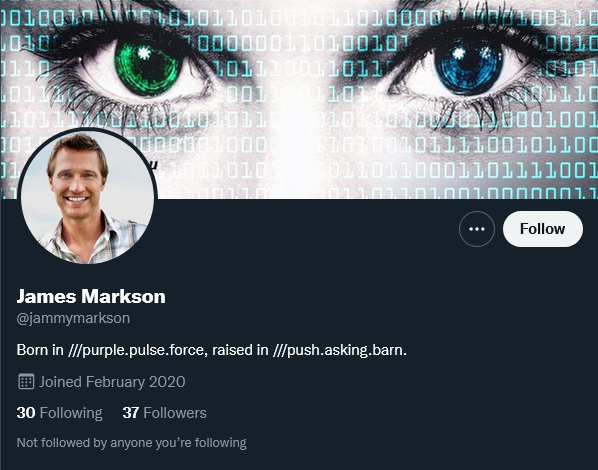 James Markson
@jammymarkson
Born in ///purple.pulse.force, raised in ///push.asking.barn.
Joined February 2020
30 Following 37 Followers
Not followed by anyone you’re following
Follow